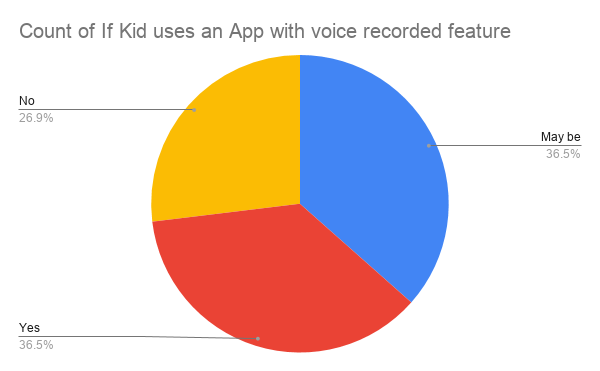 Count of If Kid uses an App with voice recorded feature
No
26.9%
May be
36.5%
Yes
36.5%